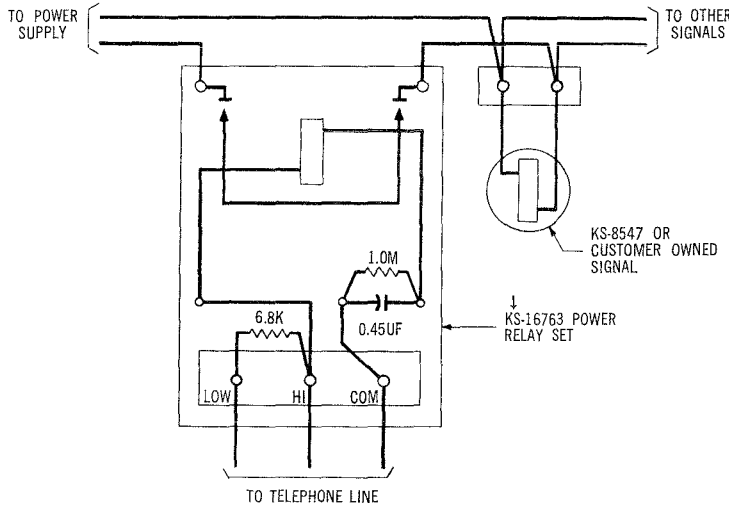 TO POWER
SUPPLY
TO OTHER
SIGNALS
KS-8547 OR
CUSTOMER OWNED
SIGNAL
1.0M
0.45UF
6.8K
↓
KS-16763 POWER
RELAY SET
LOW
HI
COM
TO TELEPHONE LINE